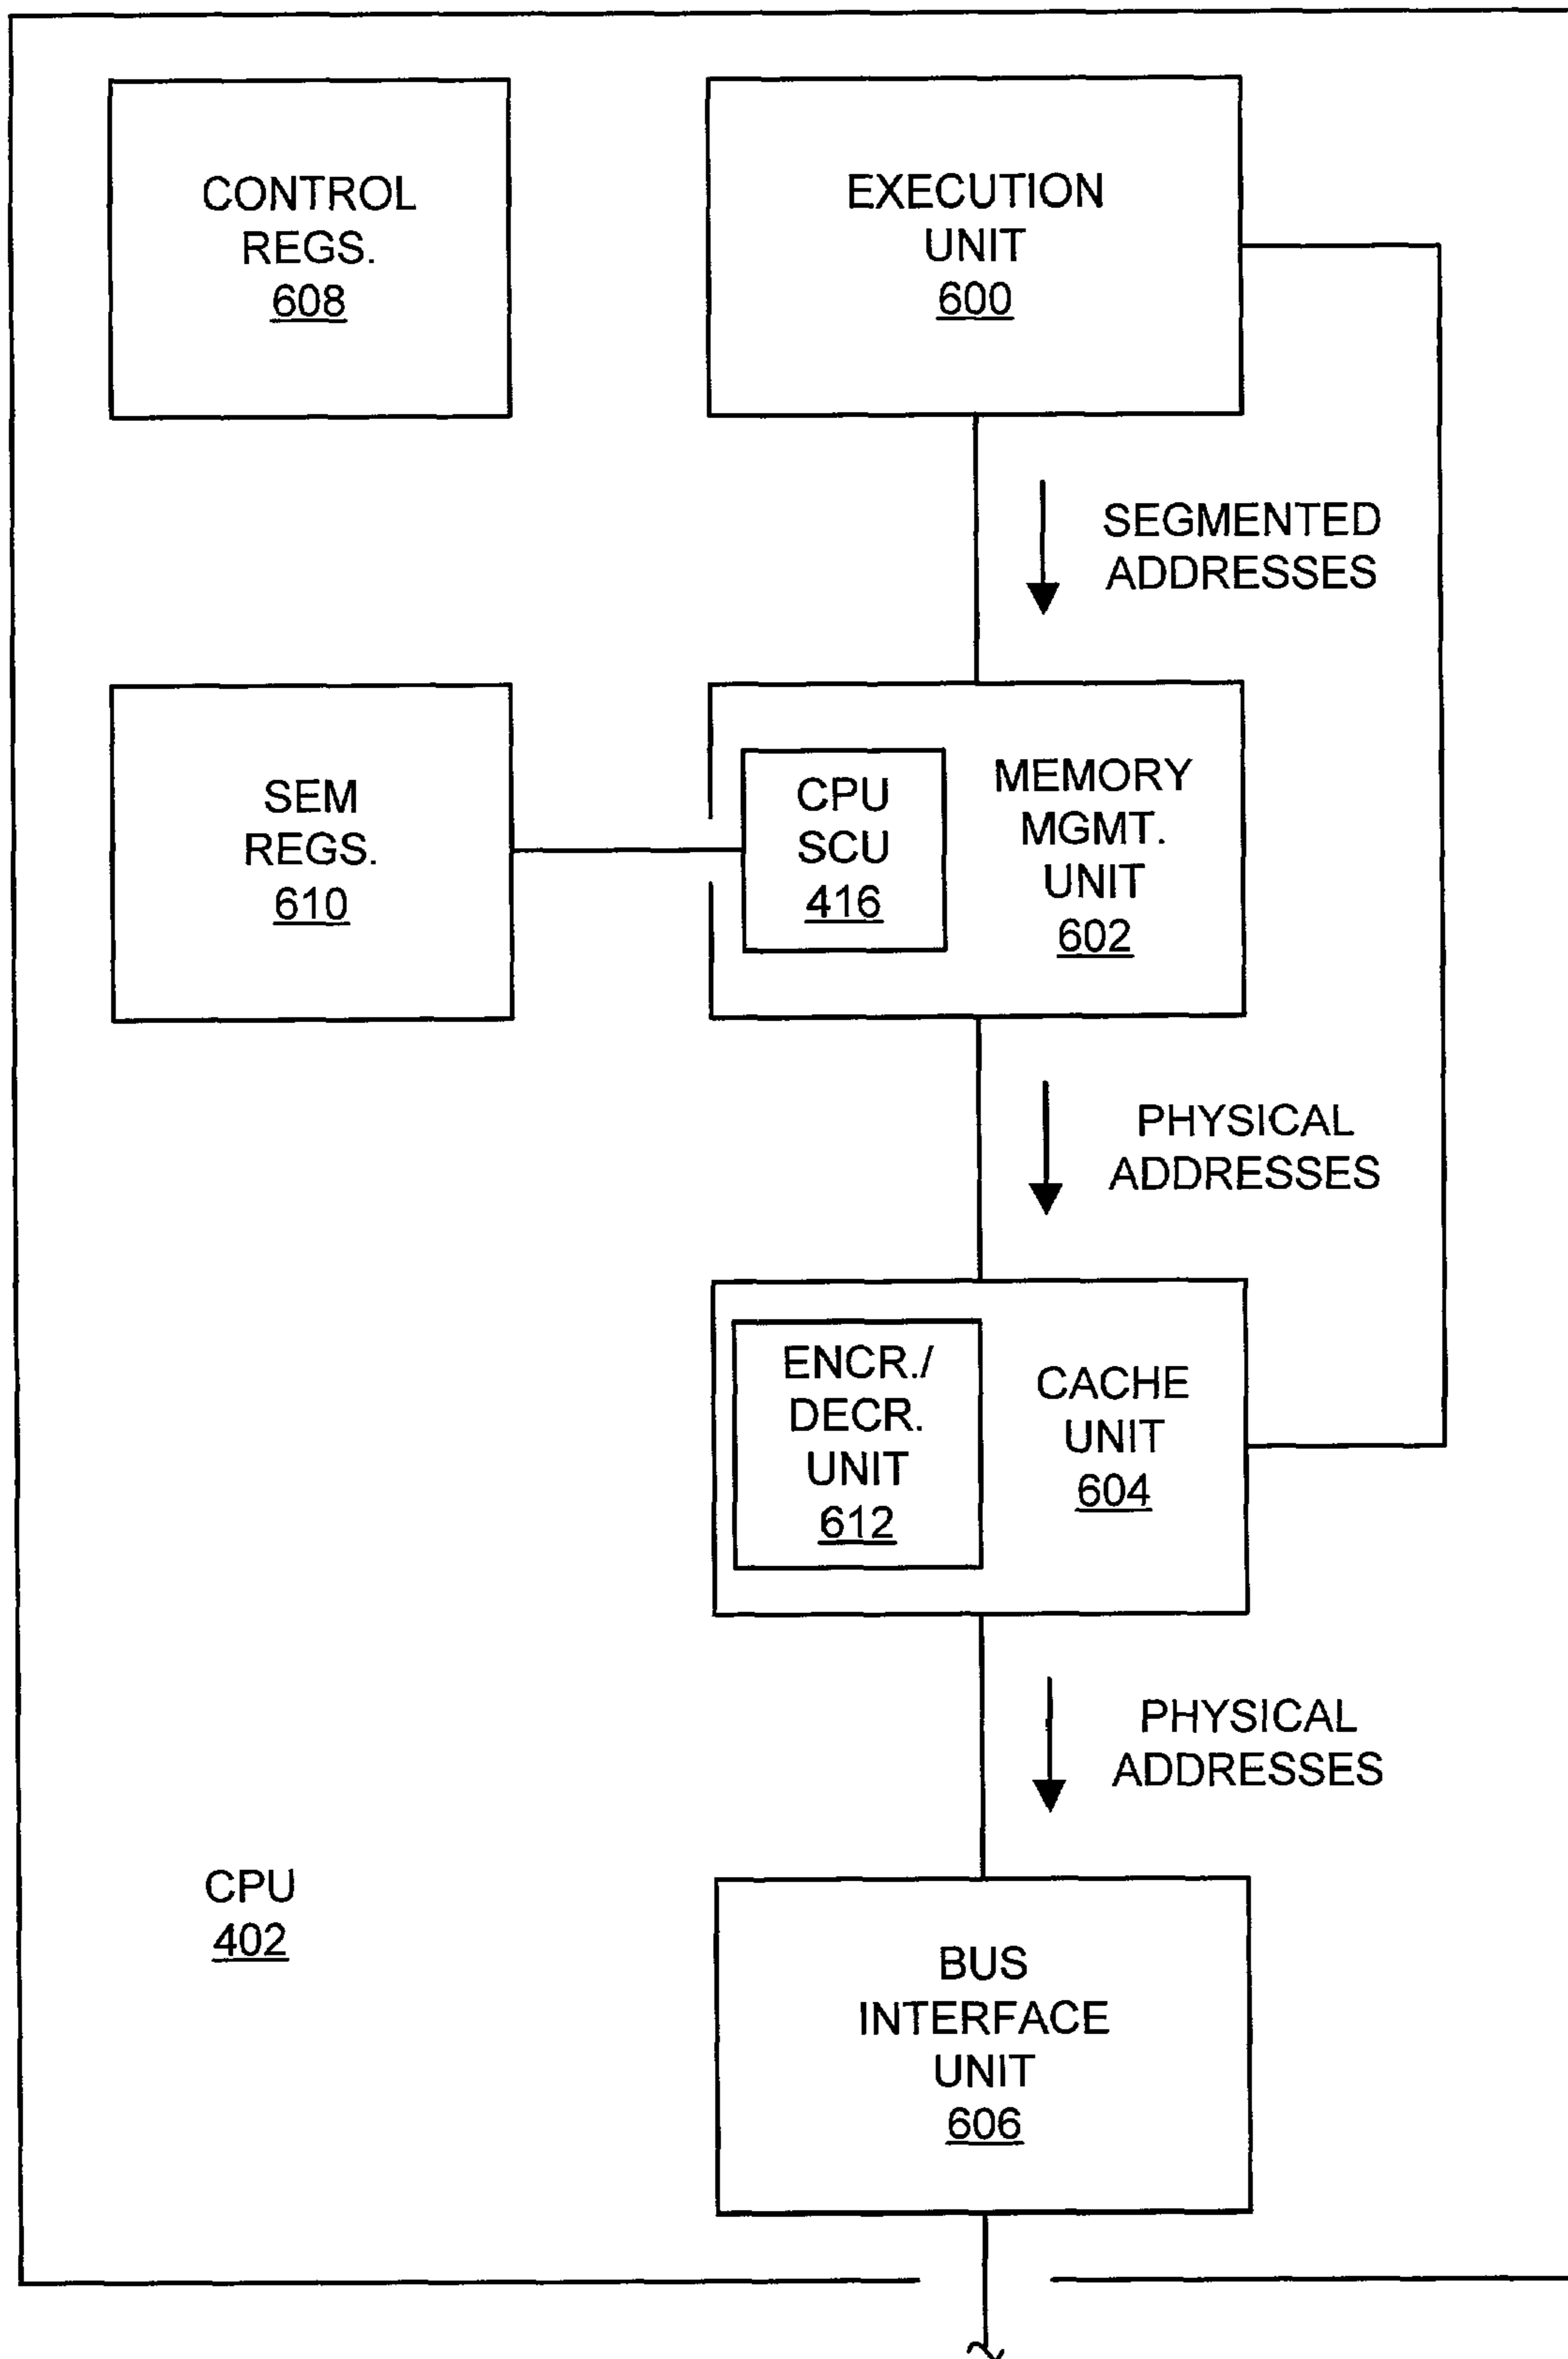 CONTROL
REGS.
608
EXECUTION
UNIT
600
SEGMENTED
ADDRESSES
SEM
REGS.
610
CPU
SCU
416
MEMORY
MGMT.
UNIT
602
PHYSICAL
ADDRESSES
ENCR./
DECR.
UNIT
612
CACHE
UNIT
604
PHYSICAL
ADDRESSES
CPU
402
BUS
INTERFACE
UNIT
606